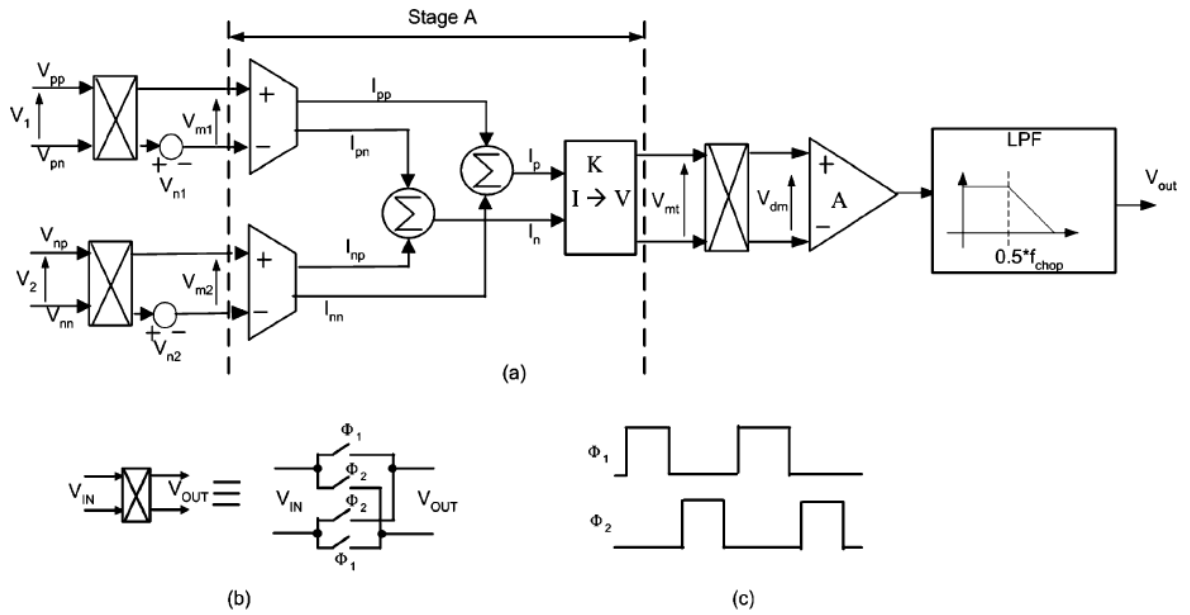 Stage A
V_pp
V_1
V_pn
V_m1
+ V_n1 -
+
-
I_pp
I_pn
Σ
Σ
I_p
I_n
K
I → V
V_mt
V_dm
+
A
-
LPF
0.5*f_chop
V_out
V_np
V_2
V_nn
V_m2
+ V_n2 -
+
-
I_np
I_nn
(a)
V_IN
V_OUT
Φ_1
Φ_2
V_IN
Φ_2
V_OUT
Φ_1
(b)
Φ_1
Φ_2
(c)